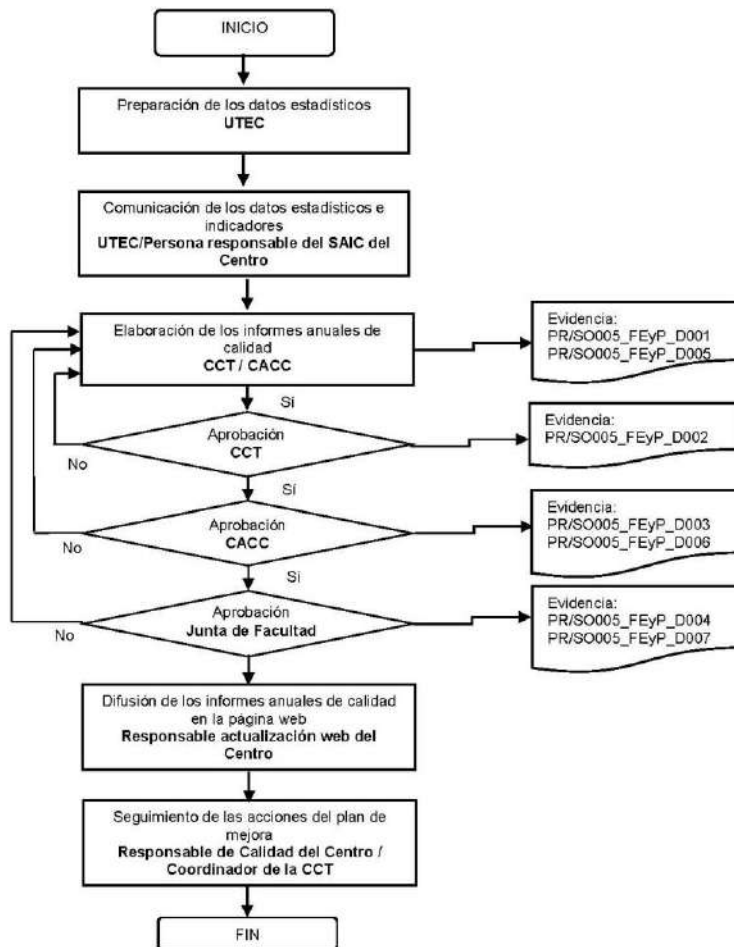 INICIO
Preparación de los datos estadísticos
UTEC
Comunicación de los datos estadísticos e
indicadores
UTEC/Persona responsable del SAIC del
Centro
Elaboración de los informes anuales de
calidad
CCT / CACC
Evidencia:
PR/SO005_FEyP_D001
PR/SO005_FEyP_D005
Sí
Aprobación
CCT
No
Evidencia:
PR/SO005_FEyP_D002
Sí
Aprobación
CACC
No
Evidencia:
PR/SO005_FEyP_D003
PR/SO005_FEyP_D006
Sí
Aprobación
Junta de Facultad
No
Evidencia:
PR/SO005_FEyP_D004
PR/SO005_FEyP_D007
Difusión de los informes anuales de calidad
en la página web
Responsable actualización web del
Centro
Seguimiento de las acciones del plan de
mejora
Responsable de Calidad del Centro /
Coordinador de la CCT
FIN